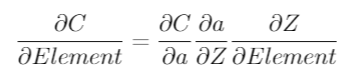 ∂C/∂Element = ∂C/∂a ∂a/∂Z ∂Z/∂Element